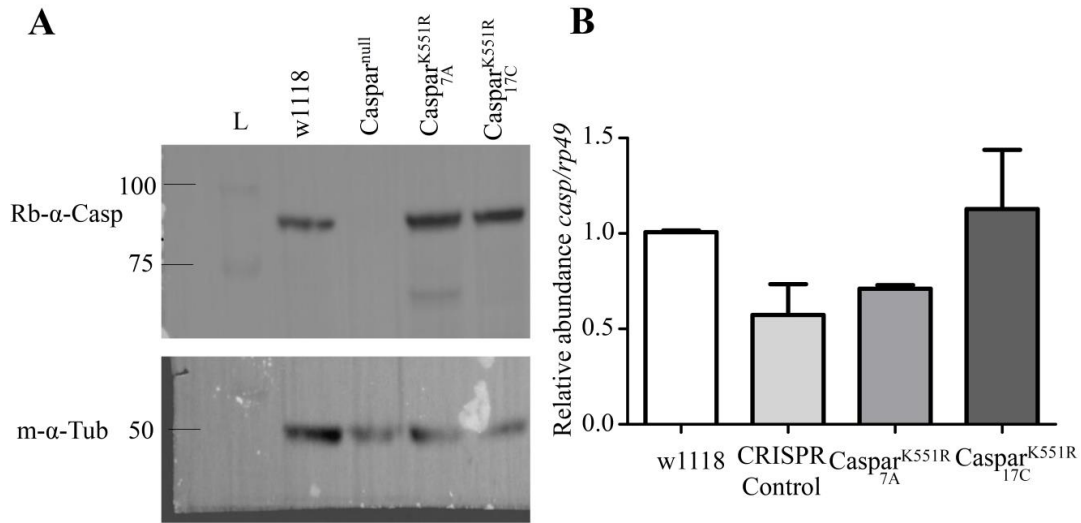 A
L
w1118
Caspar^null
Caspar^K551R
7A
Caspar^K551R
17C
Rb-α-Casp
100
75
m-α-Tub
50
B
Relative abundance casp/rp49
1.5
1.0
0.5
0.0
w1118
CRISPR
Control
Caspar^K551R
7A
Caspar^K551R
17C